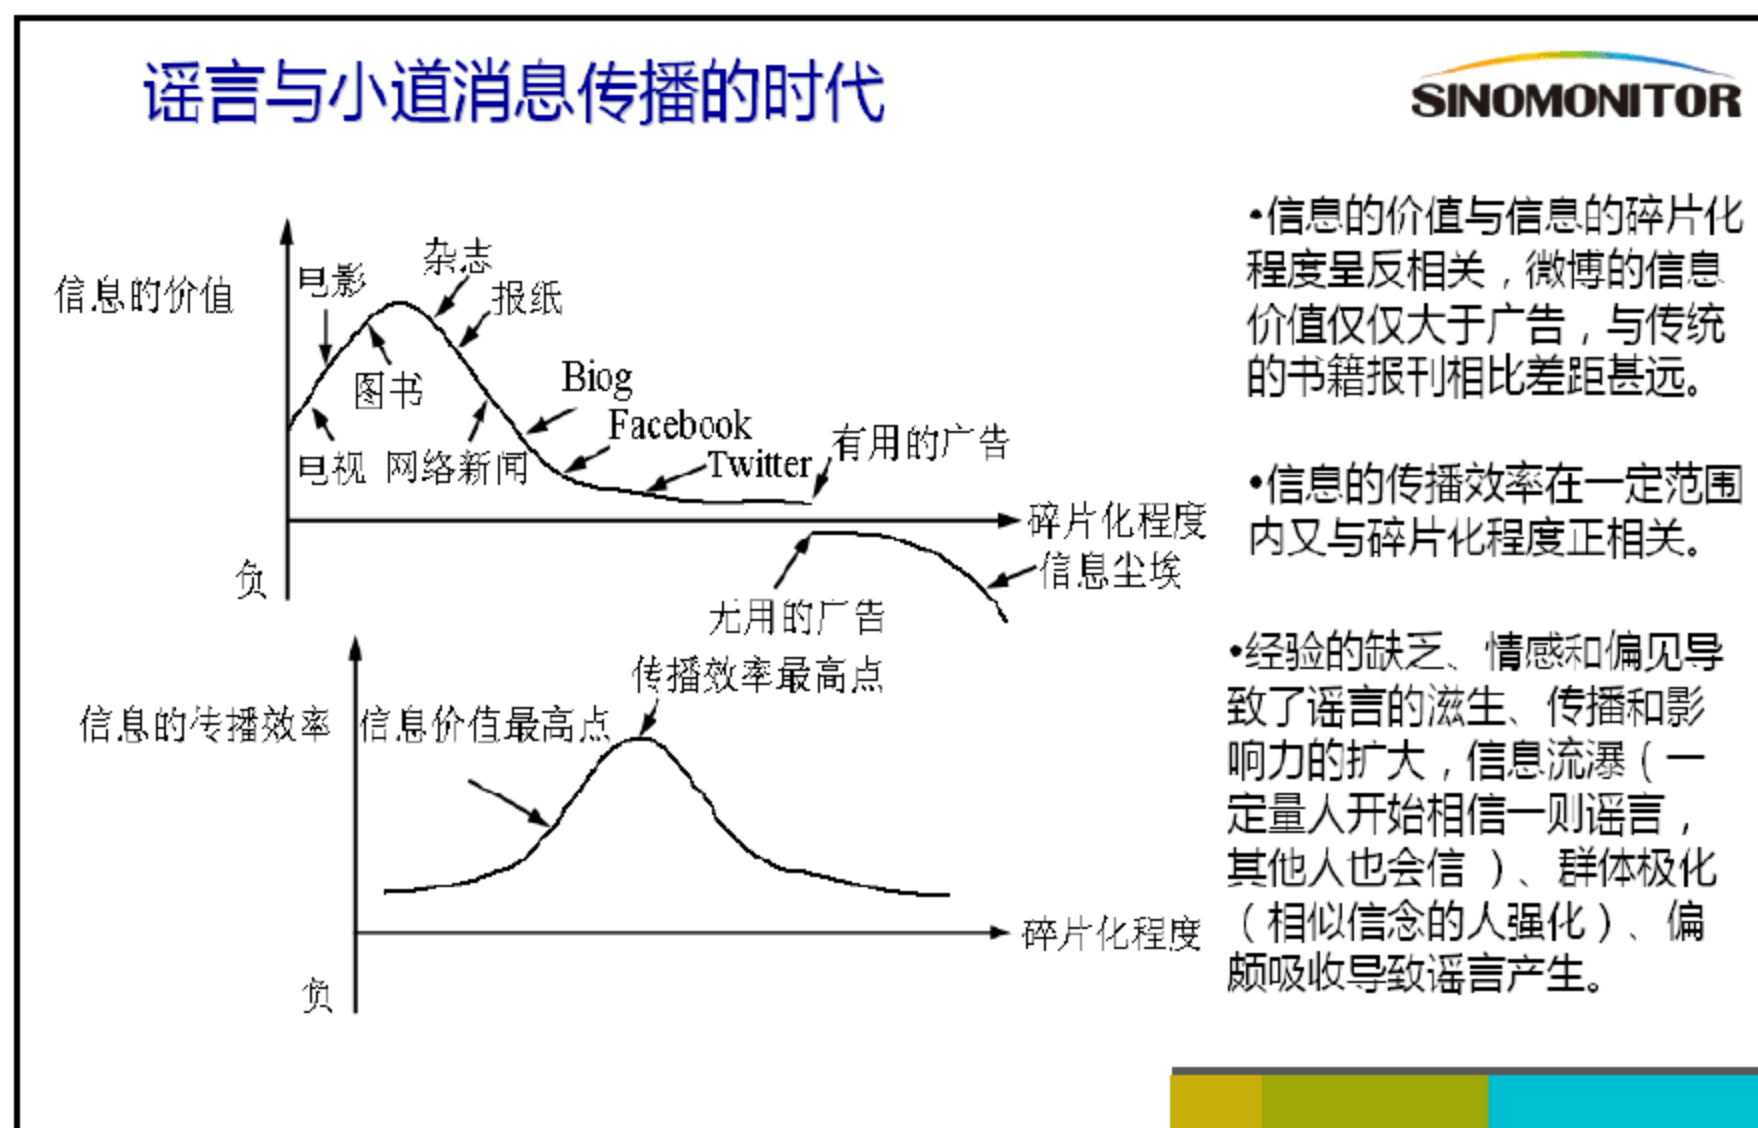 谣言与小道消息传播的时代
SINOMONITOR
信息的价值
电影
杂志
报纸
图书
Biog
Facebook
Twitter
有用的广告
电视
网络新闻
碎片化程度
信息尘埃
负
无用的广告
传播效率最高点
信息的传播效率
信息价值最高点
碎片化程度
负
•信息的价值与信息的碎片化
程度呈反相关，微博的信息
价值仅仅大于广告，与传统
的书籍报刊相比差距甚远。
•信息的传播效率在一定范围
内又与碎片化程度正相关。
•经验的缺乏、情感和偏见导
致了谣言的滋生、传播和影
响力的扩大，信息流瀑（一
定量人开始相信一则谣言，
其他人也会信 ）、群体极化
（相似信念的人强化）、偏
颇吸收导致谣言产生。